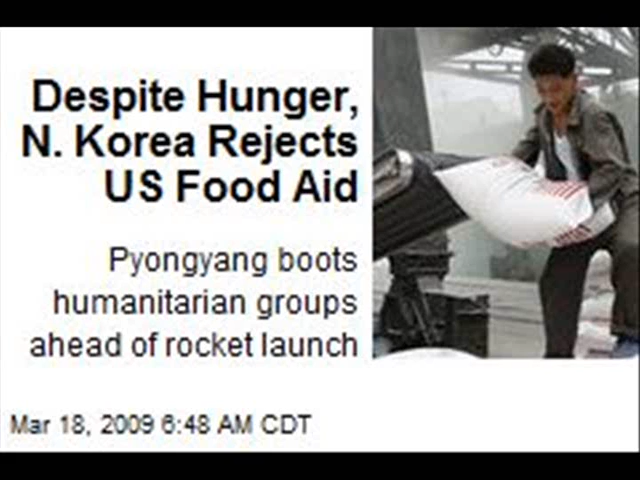 Despite Hunger,
N. Korea Rejects
US Food Aid
Pyongyang boots
humanitarian groups
ahead of rocket launch
Mar 18, 2009 6:48 AM CDT